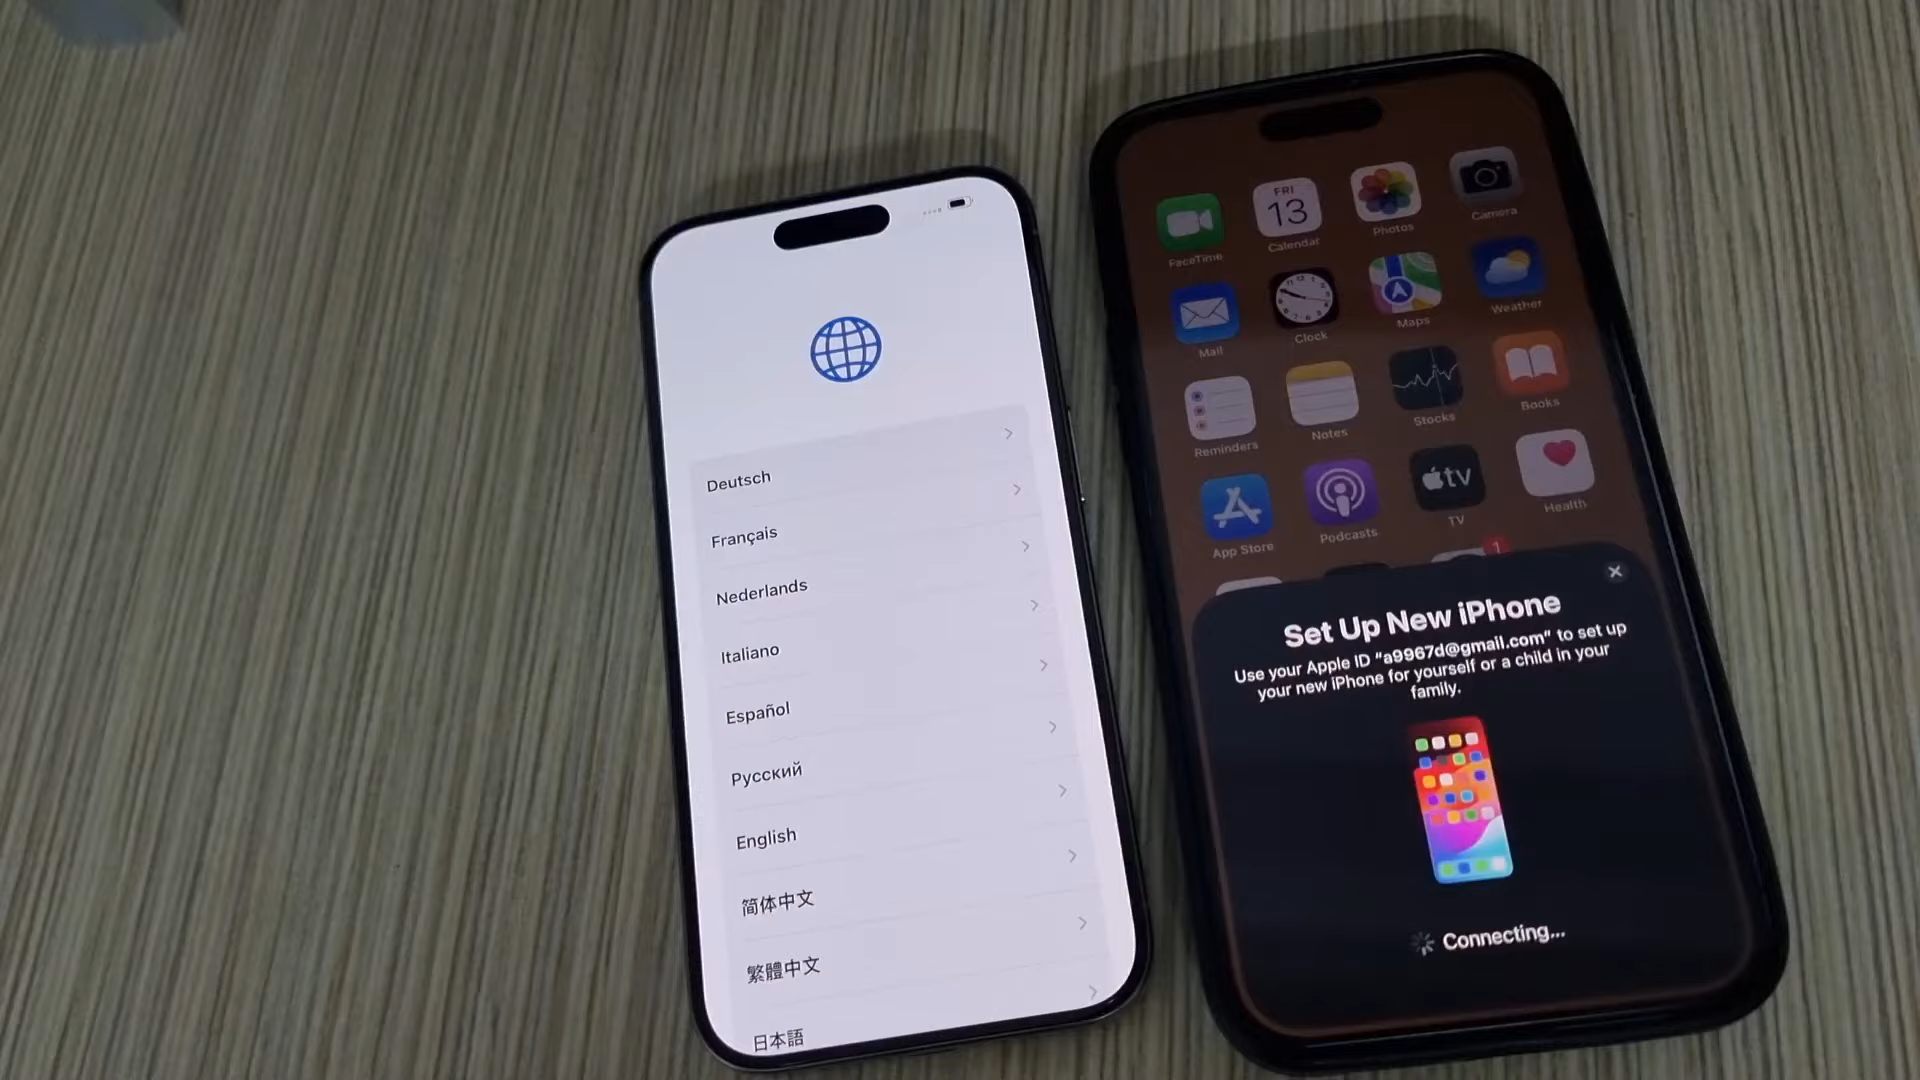 Deutsch
Français
Nederlands
Italiano
Español
Русский
English
简体中文
繁體中文
日本語
FaceTime
FRI
13
Calendar
Photos
Camera
Mail
Clock
Maps
Weather
Reminders
Notes
Stocks
Books
App Store
Podcasts
tv
TV
Health
1
Set Up New iPhone
Use your Apple ID "a9967d@gmail.com" to set up
your new iPhone for yourself or a child in your
family.
Connecting...